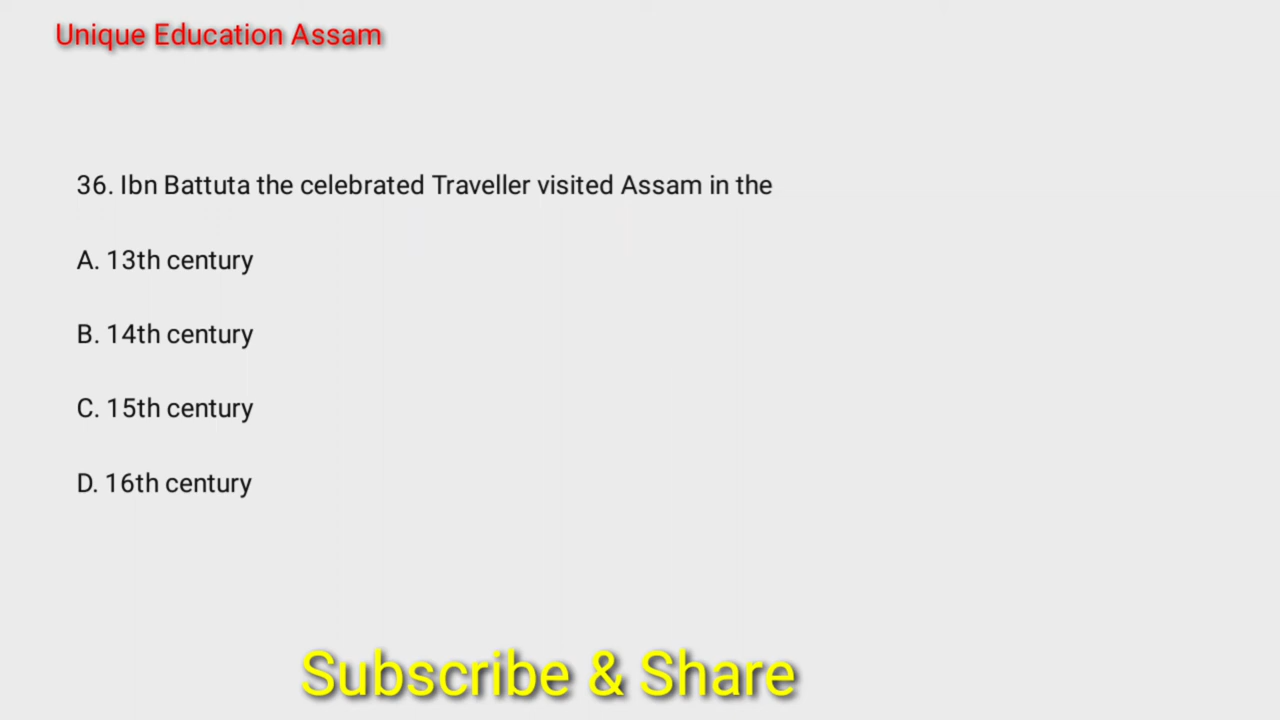 Unique Education Assam
36. Ibn Battuta the celebrated Traveller visited Assam in the
A. 13th century
B. 14th century
C. 15th century
D. 16th century
Subscribe & Share